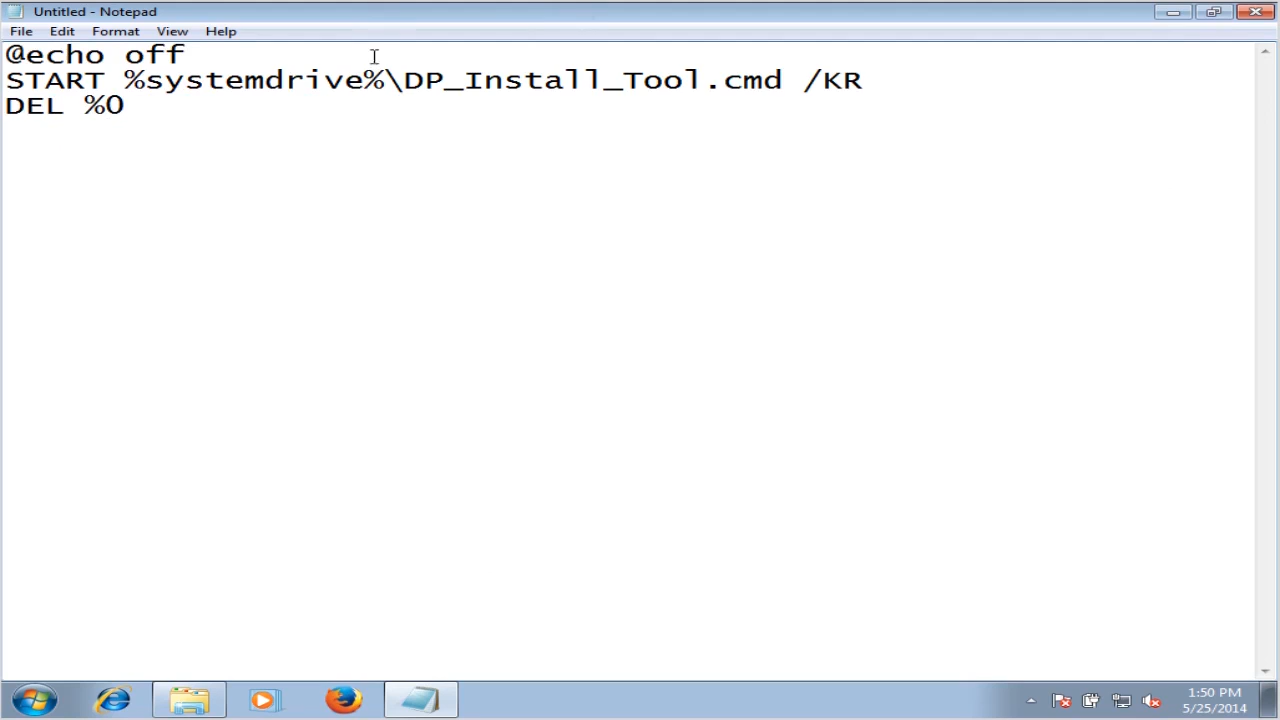 Untitled - Notepad
File Edit Format View Help
@echo off
START %systemdrive%\DP_Install_Tool.cmd /KR
DEL %O
1:50 PM
5/25/2014